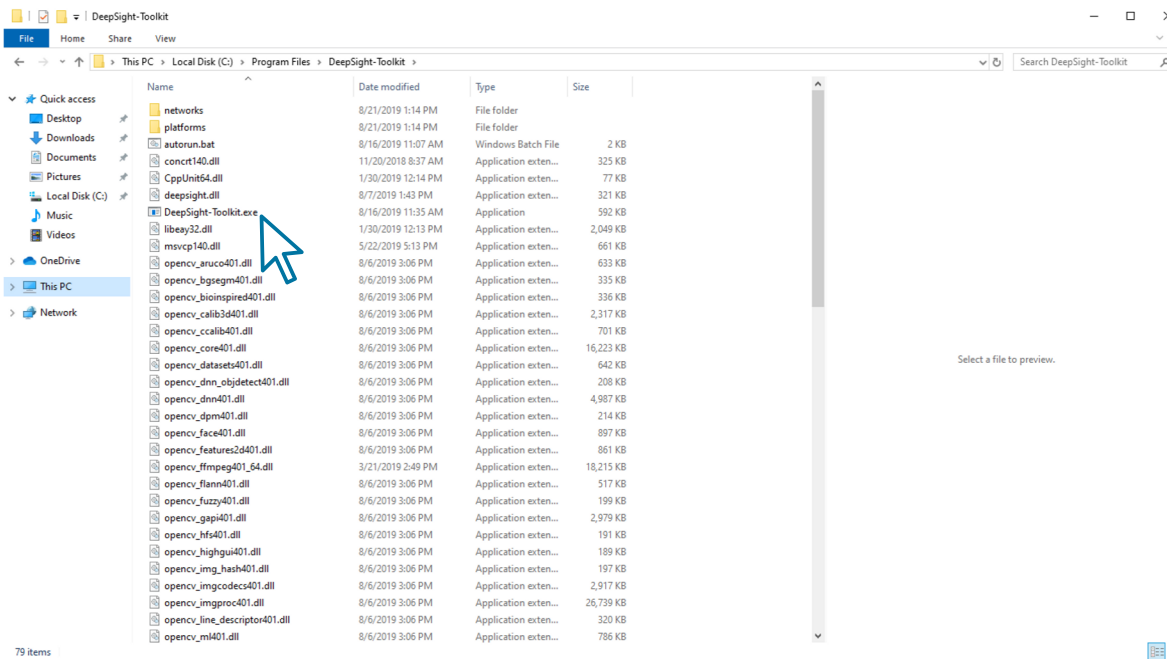 DeepSight-Toolkit
File Home Share View
This PC Local Disk (C:) Program Files DeepSight-Toolkit Search DeepSight-Toolkit
Name Date modified Type Size
Quick access
Desktop
Downloads
Documents
Pictures
Local Disk (C:)
Music
Videos
OneDrive
This PC
Network
networks 8/21/2019 1:14 PM File folder
platforms 8/21/2019 1:14 PM File folder
autorun.bat 8/16/2019 11:07 AM Windows Batch File 2 KB
concrt140.dll 11/20/2018 8:37 AM Application exten... 325 KB
CppUnit64.dll 1/30/2019 12:14 PM Application exten... 77 KB
deepsight.dll 8/7/2019 1:43 PM Application exten... 321 KB
DeepSight-Toolkit.exe 8/16/2019 11:35 AM Application 592 KB
libeay32.dll 1/30/2019 12:13 PM Application exten... 2,049 KB
msvcp140.dll 5/22/2019 5:13 PM Application exten... 661 KB
opencv_aruco401.dll 8/6/2019 3:06 PM Application exten... 633 KB
opencv_bgsegm401.dll 8/6/2019 3:06 PM Application exten... 335 KB
opencv_bioinspired401.dll 8/6/2019 3:06 PM Application exten... 336 KB
opencv_calib3d401.dll 8/6/2019 3:06 PM Application exten... 2,317 KB
opencv_ccalib401.dll 8/6/2019 3:06 PM Application exten... 701 KB
opencv_core401.dll 8/6/2019 3:06 PM Application exten... 16,223 KB
opencv_datasets401.dll 8/6/2019 3:06 PM Application exten... 642 KB
opencv_dnn_objdetect401.dll 8/6/2019 3:06 PM Application exten... 208 KB
opencv_dnn401.dll 8/6/2019 3:06 PM Application exten... 4,987 KB
opencv_dpm401.dll 8/6/2019 3:06 PM Application exten... 214 KB
opencv_face401.dll 8/6/2019 3:06 PM Application exten... 897 KB
opencv_features2d401.dll 8/6/2019 3:06 PM Application exten... 861 KB
opencv_ffmpeg401_64.dll 3/21/2019 2:49 PM Application exten... 18,215 KB
opencv_flann401.dll 8/6/2019 3:06 PM Application exten... 517 KB
opencv_fuzzy401.dll 8/6/2019 3:06 PM Application exten... 199 KB
opencv_gapi401.dll 8/6/2019 3:06 PM Application exten... 2,979 KB
opencv_hfs401.dll 8/6/2019 3:06 PM Application exten... 191 KB
opencv_highgui401.dll 8/6/2019 3:06 PM Application exten... 189 KB
opencv_img_hash401.dll 8/6/2019 3:06 PM Application exten... 197 KB
opencv_imgcodecs401.dll 8/6/2019 3:06 PM Application exten... 2,917 KB
opencv_imgproc401.dll 8/6/2019 3:06 PM Application exten... 26,739 KB
opencv_line_descriptor401.dll 8/6/2019 3:06 PM Application exten... 320 KB
opencv_ml401.dll 8/6/2019 3:06 PM Application exten... 786 KB
Select a file to preview.
79 items